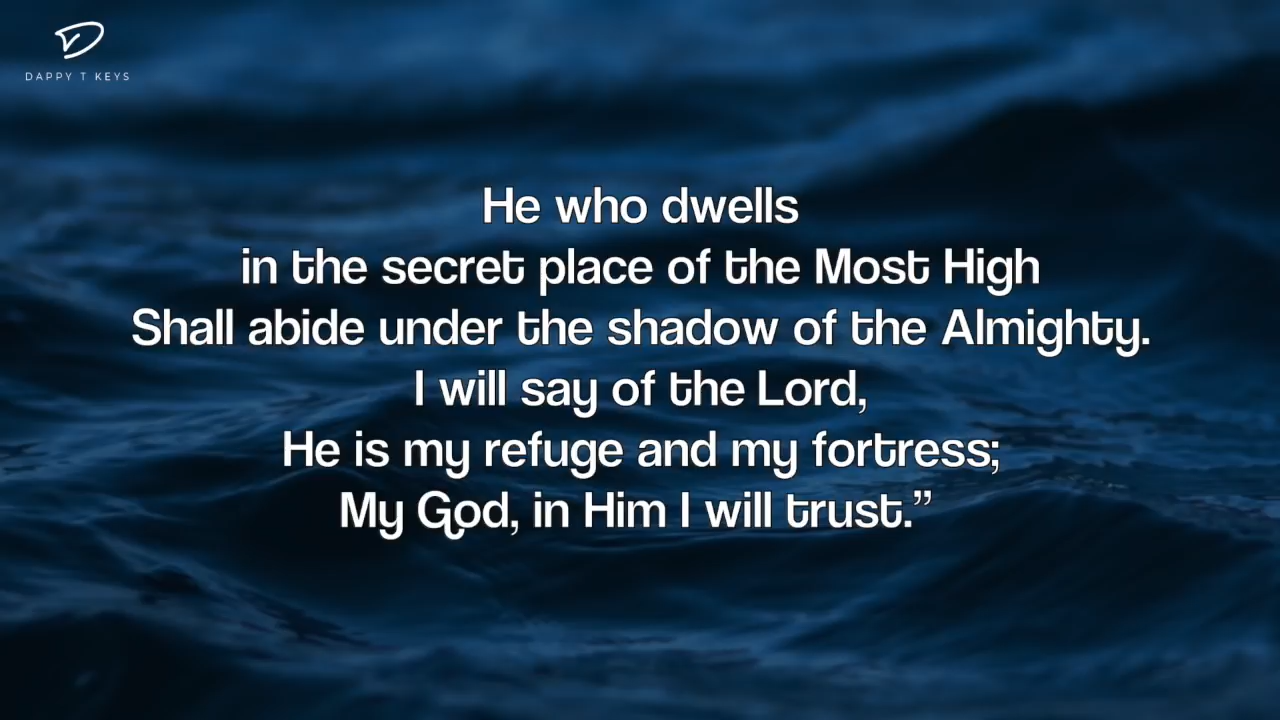 DAPPY T KEYS
He who dwells
in the secret place of the Most High
Shall abide under the shadow of the Almighty.
I will say of the Lord,
He is my refuge and my fortress;
My God, in Him I will trust.”